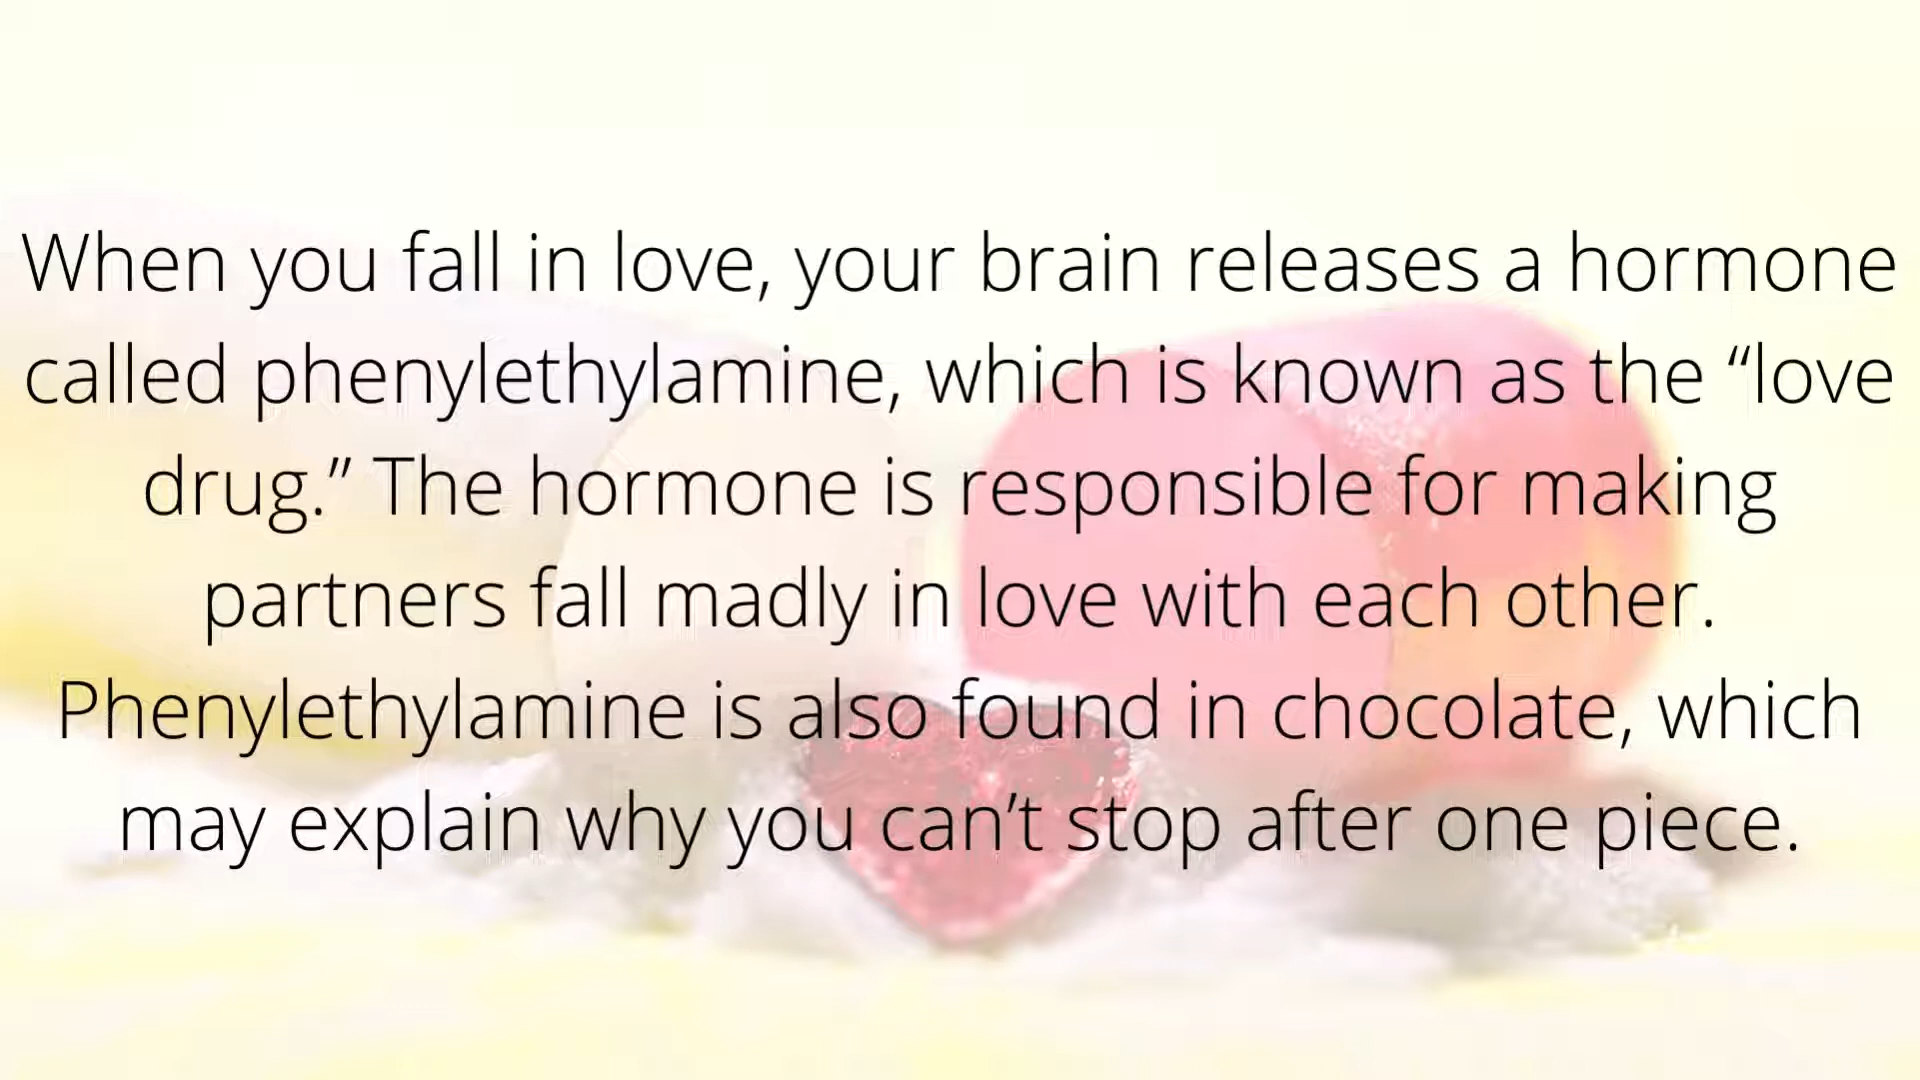 When you fall in love, your brain releases a hormone
called phenylethylamine, which is known as the “love
drug.” The hormone is responsible for making
partners fall madly in love with each other.
Phenylethylamine is also found in chocolate, which
may explain why you can’t stop after one piece.